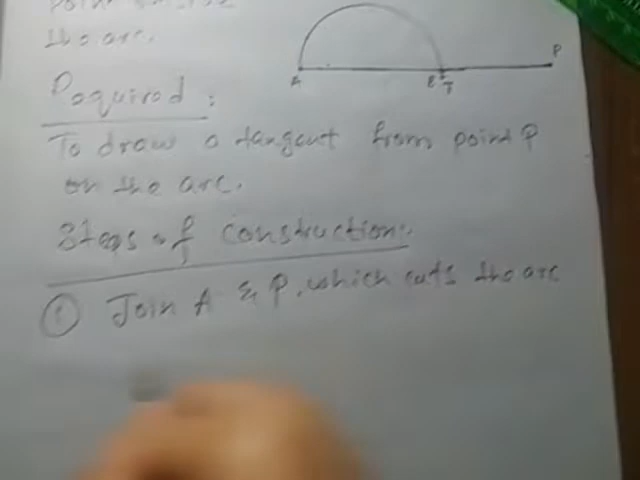 the arc.
A
B
T
P
Required:
To draw a tangent from point P
on the arc.
Steps of construction:
① Join A & P, which cuts the arc